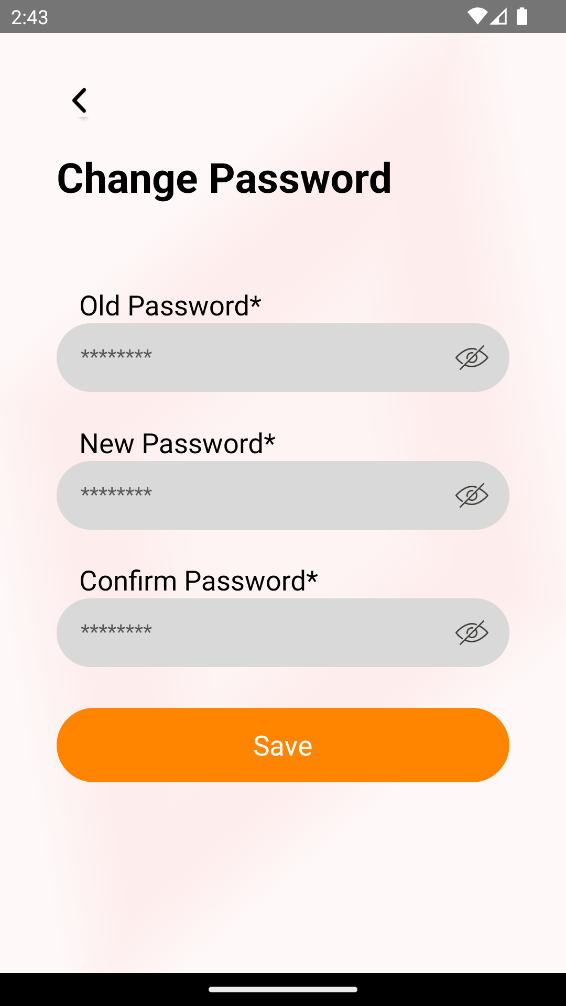 2:43
Change Password
Old Password*
********
New Password*
********
Confirm Password*
********
Save